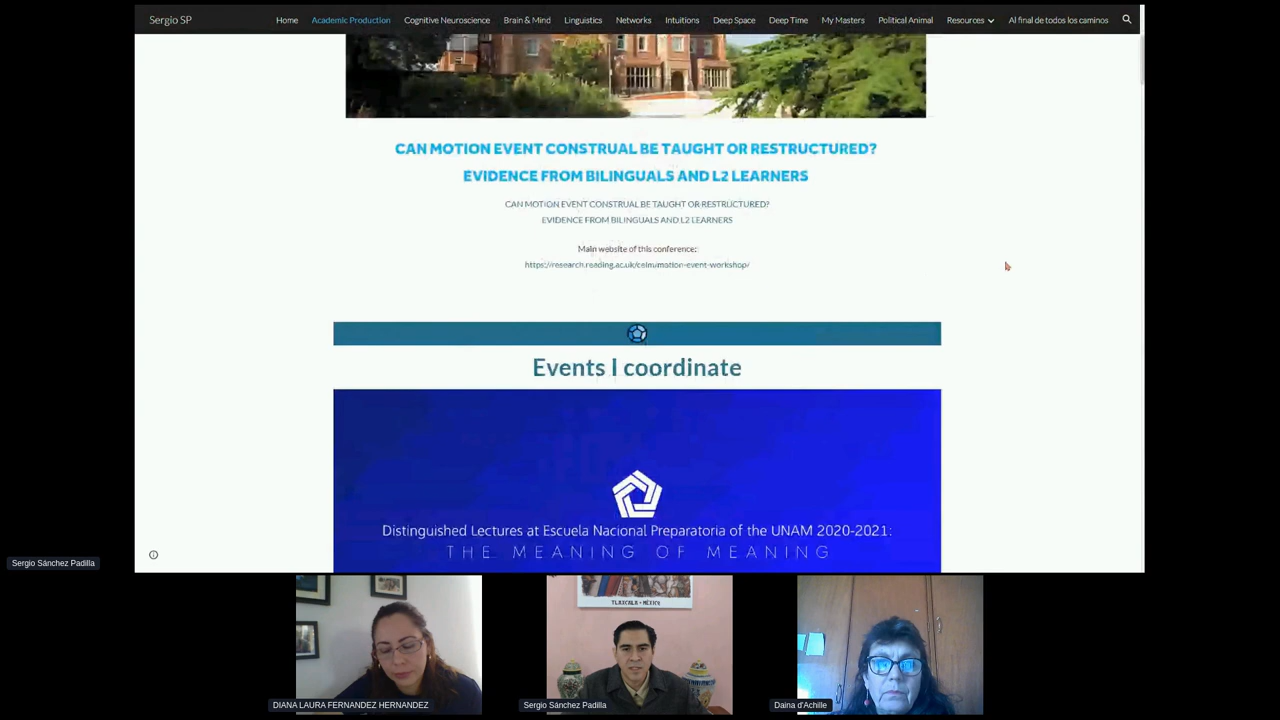 Sergio SP
Home Academic Production Cognitive Neuroscience Brain & Mind Linguistics Networks Intuitions Deep Space Deep Time My Masters Political Animal Resources Al final de todos los caminos
CAN MOTION EVENT CONSTRUAL BE TAUGHT OR RESTRUCTURED?
EVIDENCE FROM BILINGUALS AND L2 LEARNERS
CAN MOTION EVENT CONSTRUAL BE TAUGHT OR RESTRUCTURED?
EVIDENCE FROM BILINGUALS AND L2 LEARNERS
Main website of this conference:
https://research.reading.ac.uk/celm/motion-event-workshop/
Events I coordinate
Distinguished Lectures at Escuela Nacional Preparatoria of the UNAM 2020-2021:
THE MEANING OF MEANING
Sergio Sánchez Padilla
TLAXCALA • MÉXICO
DIANA LAURA FERNANDEZ HERNANDEZ
Sergio Sánchez Padilla
Daina d'Achille